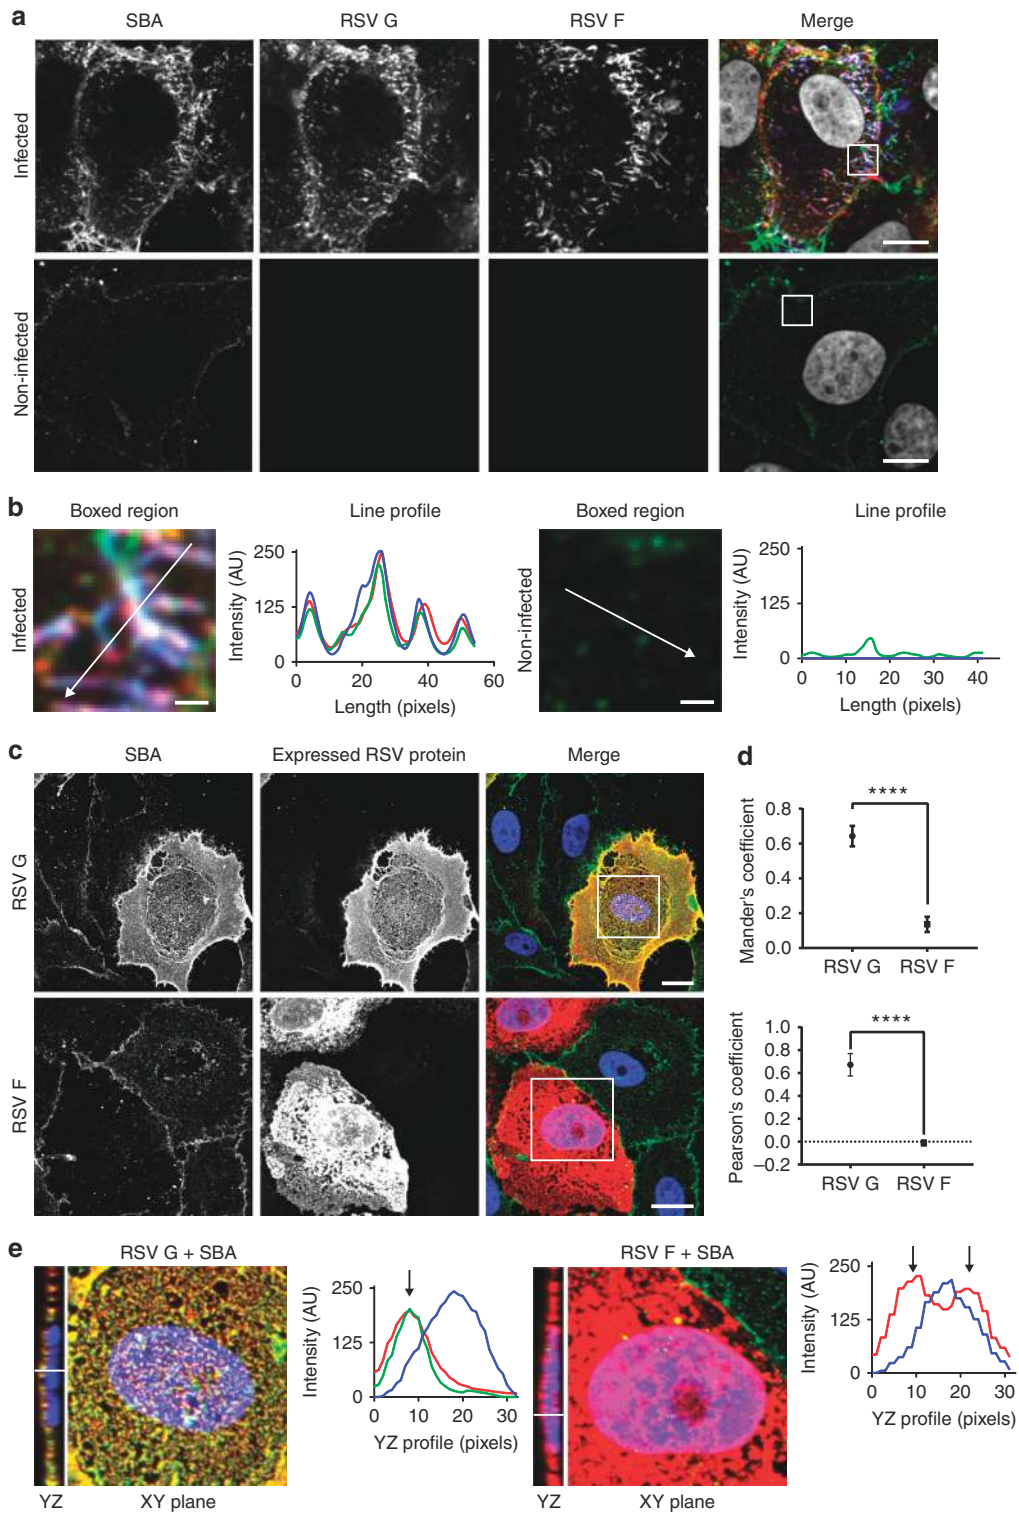 a
SBA
RSV G
RSV F
Merge
Infected
Non-infected
b
Boxed region
Line profile
Boxed region
Line profile
Infected
Intensity (AU)
250
125
0
0 20 40 60
Length (pixels)
Non-infected
Intensity (AU)
250
125
0
0 10 20 30 40
Length (pixels)
c
SBA
Expressed RSV protein
Merge
RSV G
RSV F
d
Mander's coefficient
0.8
0.6
0.4
0.2
0.0
****
RSV G RSV F
Pearson's coefficient
1.0
0.8
0.6
0.4
0.2
0.0
–0.2
****
RSV G RSV F
e
RSV G + SBA
YZ
XY plane
Intensity (AU)
250
125
0
0 10 20 30
YZ profile (pixels)
RSV F + SBA
YZ
XY plane
Intensity (AU)
250
125
0
0 10 20 30
YZ profile (pixels)